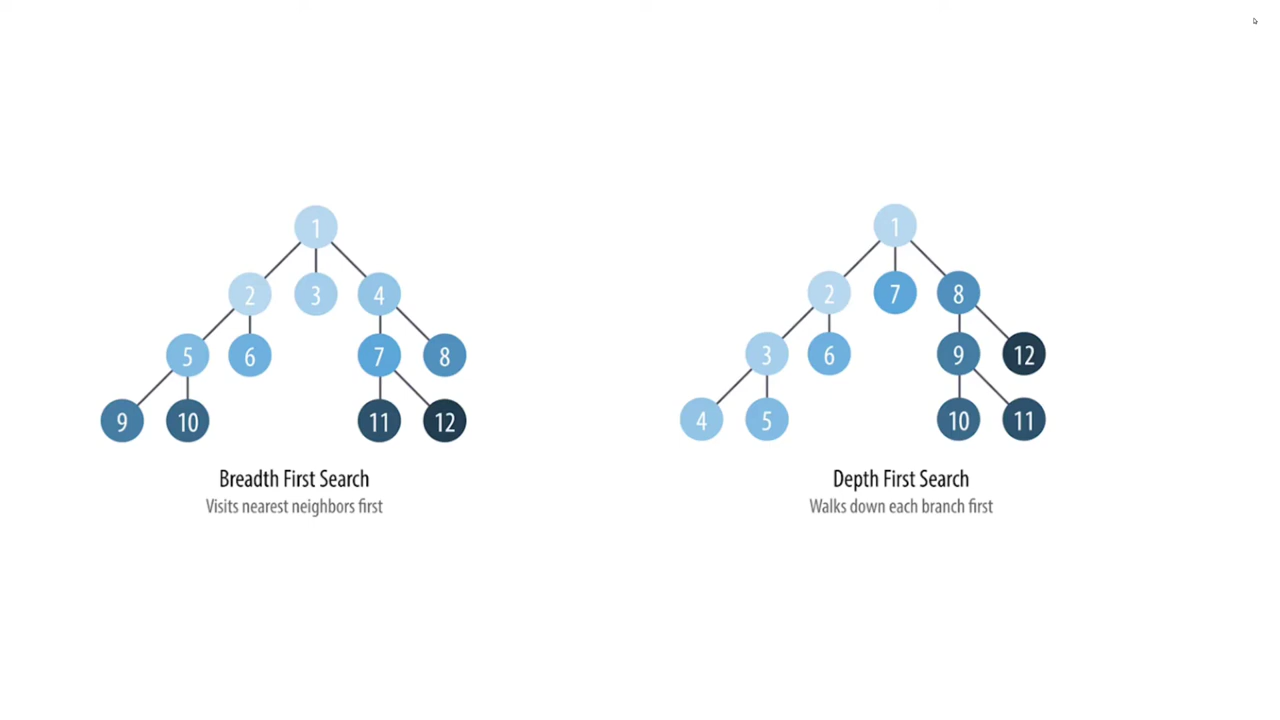 1
2 3 4
5 6 7 8
9 10 11 12
Breadth First Search
Visits nearest neighbors first
1
2 7 8
3 6 9 12
4 5 10 11
Depth First Search
Walks down each branch first